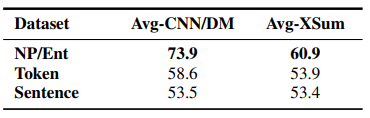 Dataset Avg-CNN/DM Avg-XSum
NP/Ent 73.9 60.9
Token 58.6 53.9
Sentence 53.5 53.4